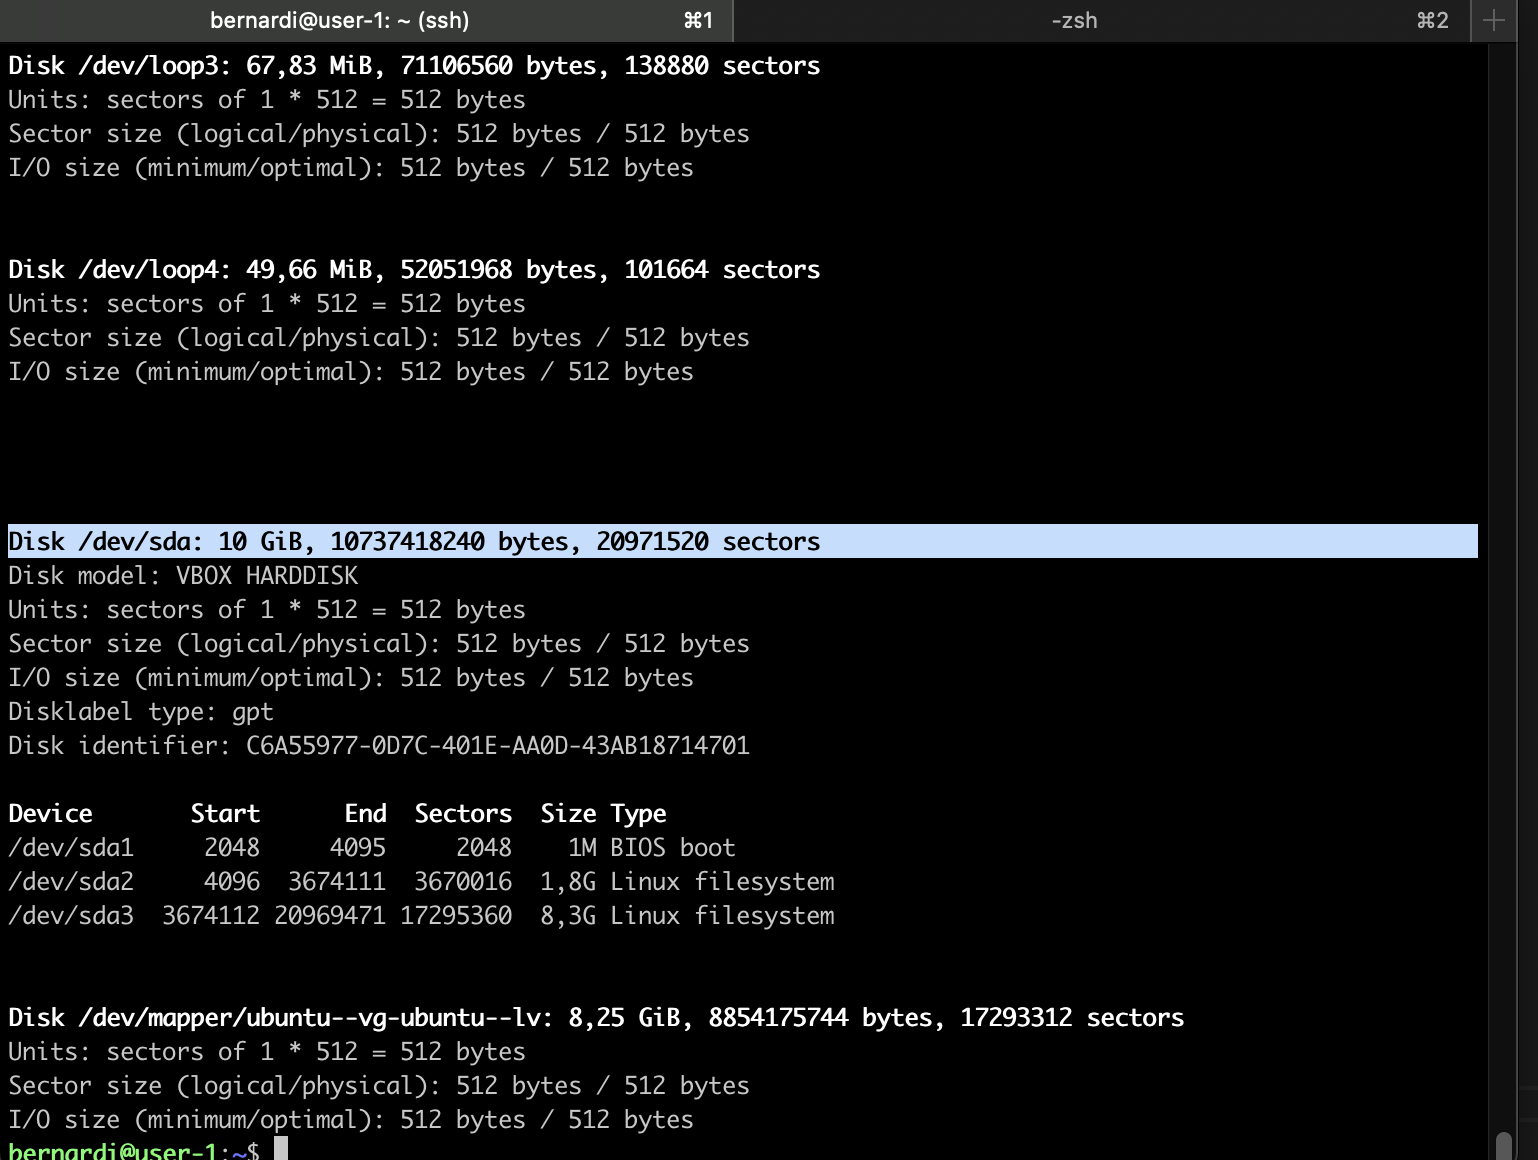 bernardi@user-1: ~ (ssh) ⌘1 -zsh ⌘2
Disk /dev/loop3: 67,83 MiB, 71106560 bytes, 138880 sectors
Units: sectors of 1 * 512 = 512 bytes
Sector size (logical/physical): 512 bytes / 512 bytes
I/O size (minimum/optimal): 512 bytes / 512 bytes
Disk /dev/loop4: 49,66 MiB, 52051968 bytes, 101664 sectors
Units: sectors of 1 * 512 = 512 bytes
Sector size (logical/physical): 512 bytes / 512 bytes
I/O size (minimum/optimal): 512 bytes / 512 bytes
Disk /dev/sda: 10 GiB, 10737418240 bytes, 20971520 sectors
Disk model: VBOX HARDDISK
Units: sectors of 1 * 512 = 512 bytes
Sector size (logical/physical): 512 bytes / 512 bytes
I/O size (minimum/optimal): 512 bytes / 512 bytes
Disklabel type: gpt
Disk identifier: C6A55977-0D7C-401E-AA0D-43AB18714701
Device Start End Sectors Size Type
/dev/sda1 2048 4095 2048 1M BIOS boot
/dev/sda2 4096 3674111 3670016 1,8G Linux filesystem
/dev/sda3 3674112 20969471 17295360 8,3G Linux filesystem
Disk /dev/mapper/ubuntu--vg-ubuntu--lv: 8,25 GiB, 8854175744 bytes, 17293312 sectors
Units: sectors of 1 * 512 = 512 bytes
Sector size (logical/physical): 512 bytes / 512 bytes
I/O size (minimum/optimal): 512 bytes / 512 bytes
bernardi@user-1:~$